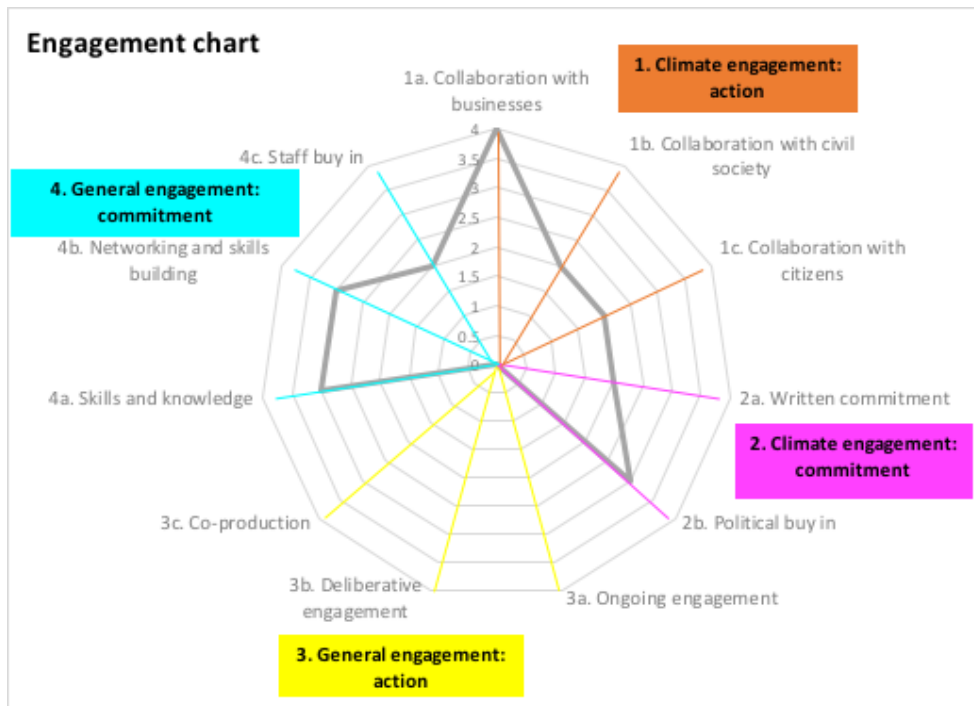 Engagement chart
1a. Collaboration with
businesses
1. Climate engagement:
action
1b. Collaboration with civil
society
1c. Collaboration with
citizens
2a. Written commitment
2. Climate engagement:
commitment
2b. Political buy in
3a. Ongoing engagement
3b. Deliberative
engagement
3. General engagement:
action
3c. Co-production
4a. Skills and knowledge
4b. Networking and skills
building
4. General engagement:
commitment
4c. Staff buy in
4
3.5
3
2.5
2
1.5
1
0.5
0